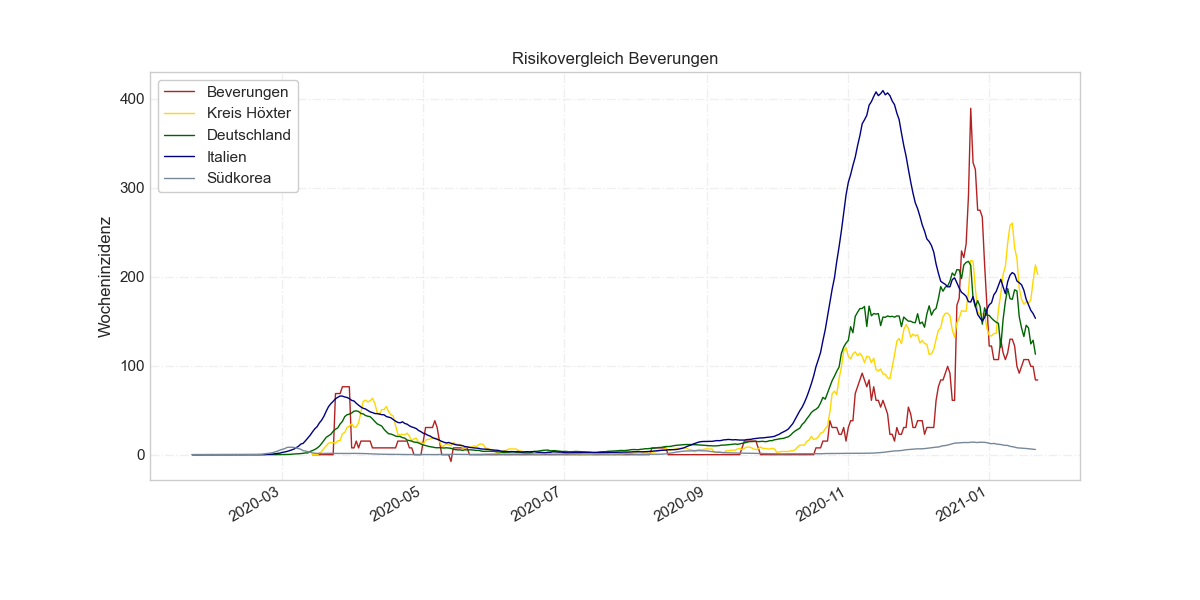 Risikovergleich Beverungen
Beverungen
Kreis Höxter
Deutschland
Italien
Südkorea
Wocheninzidenz
400
300
200
100
0
2020-03
2020-05
2020-07
2020-09
2020-11
2021-01